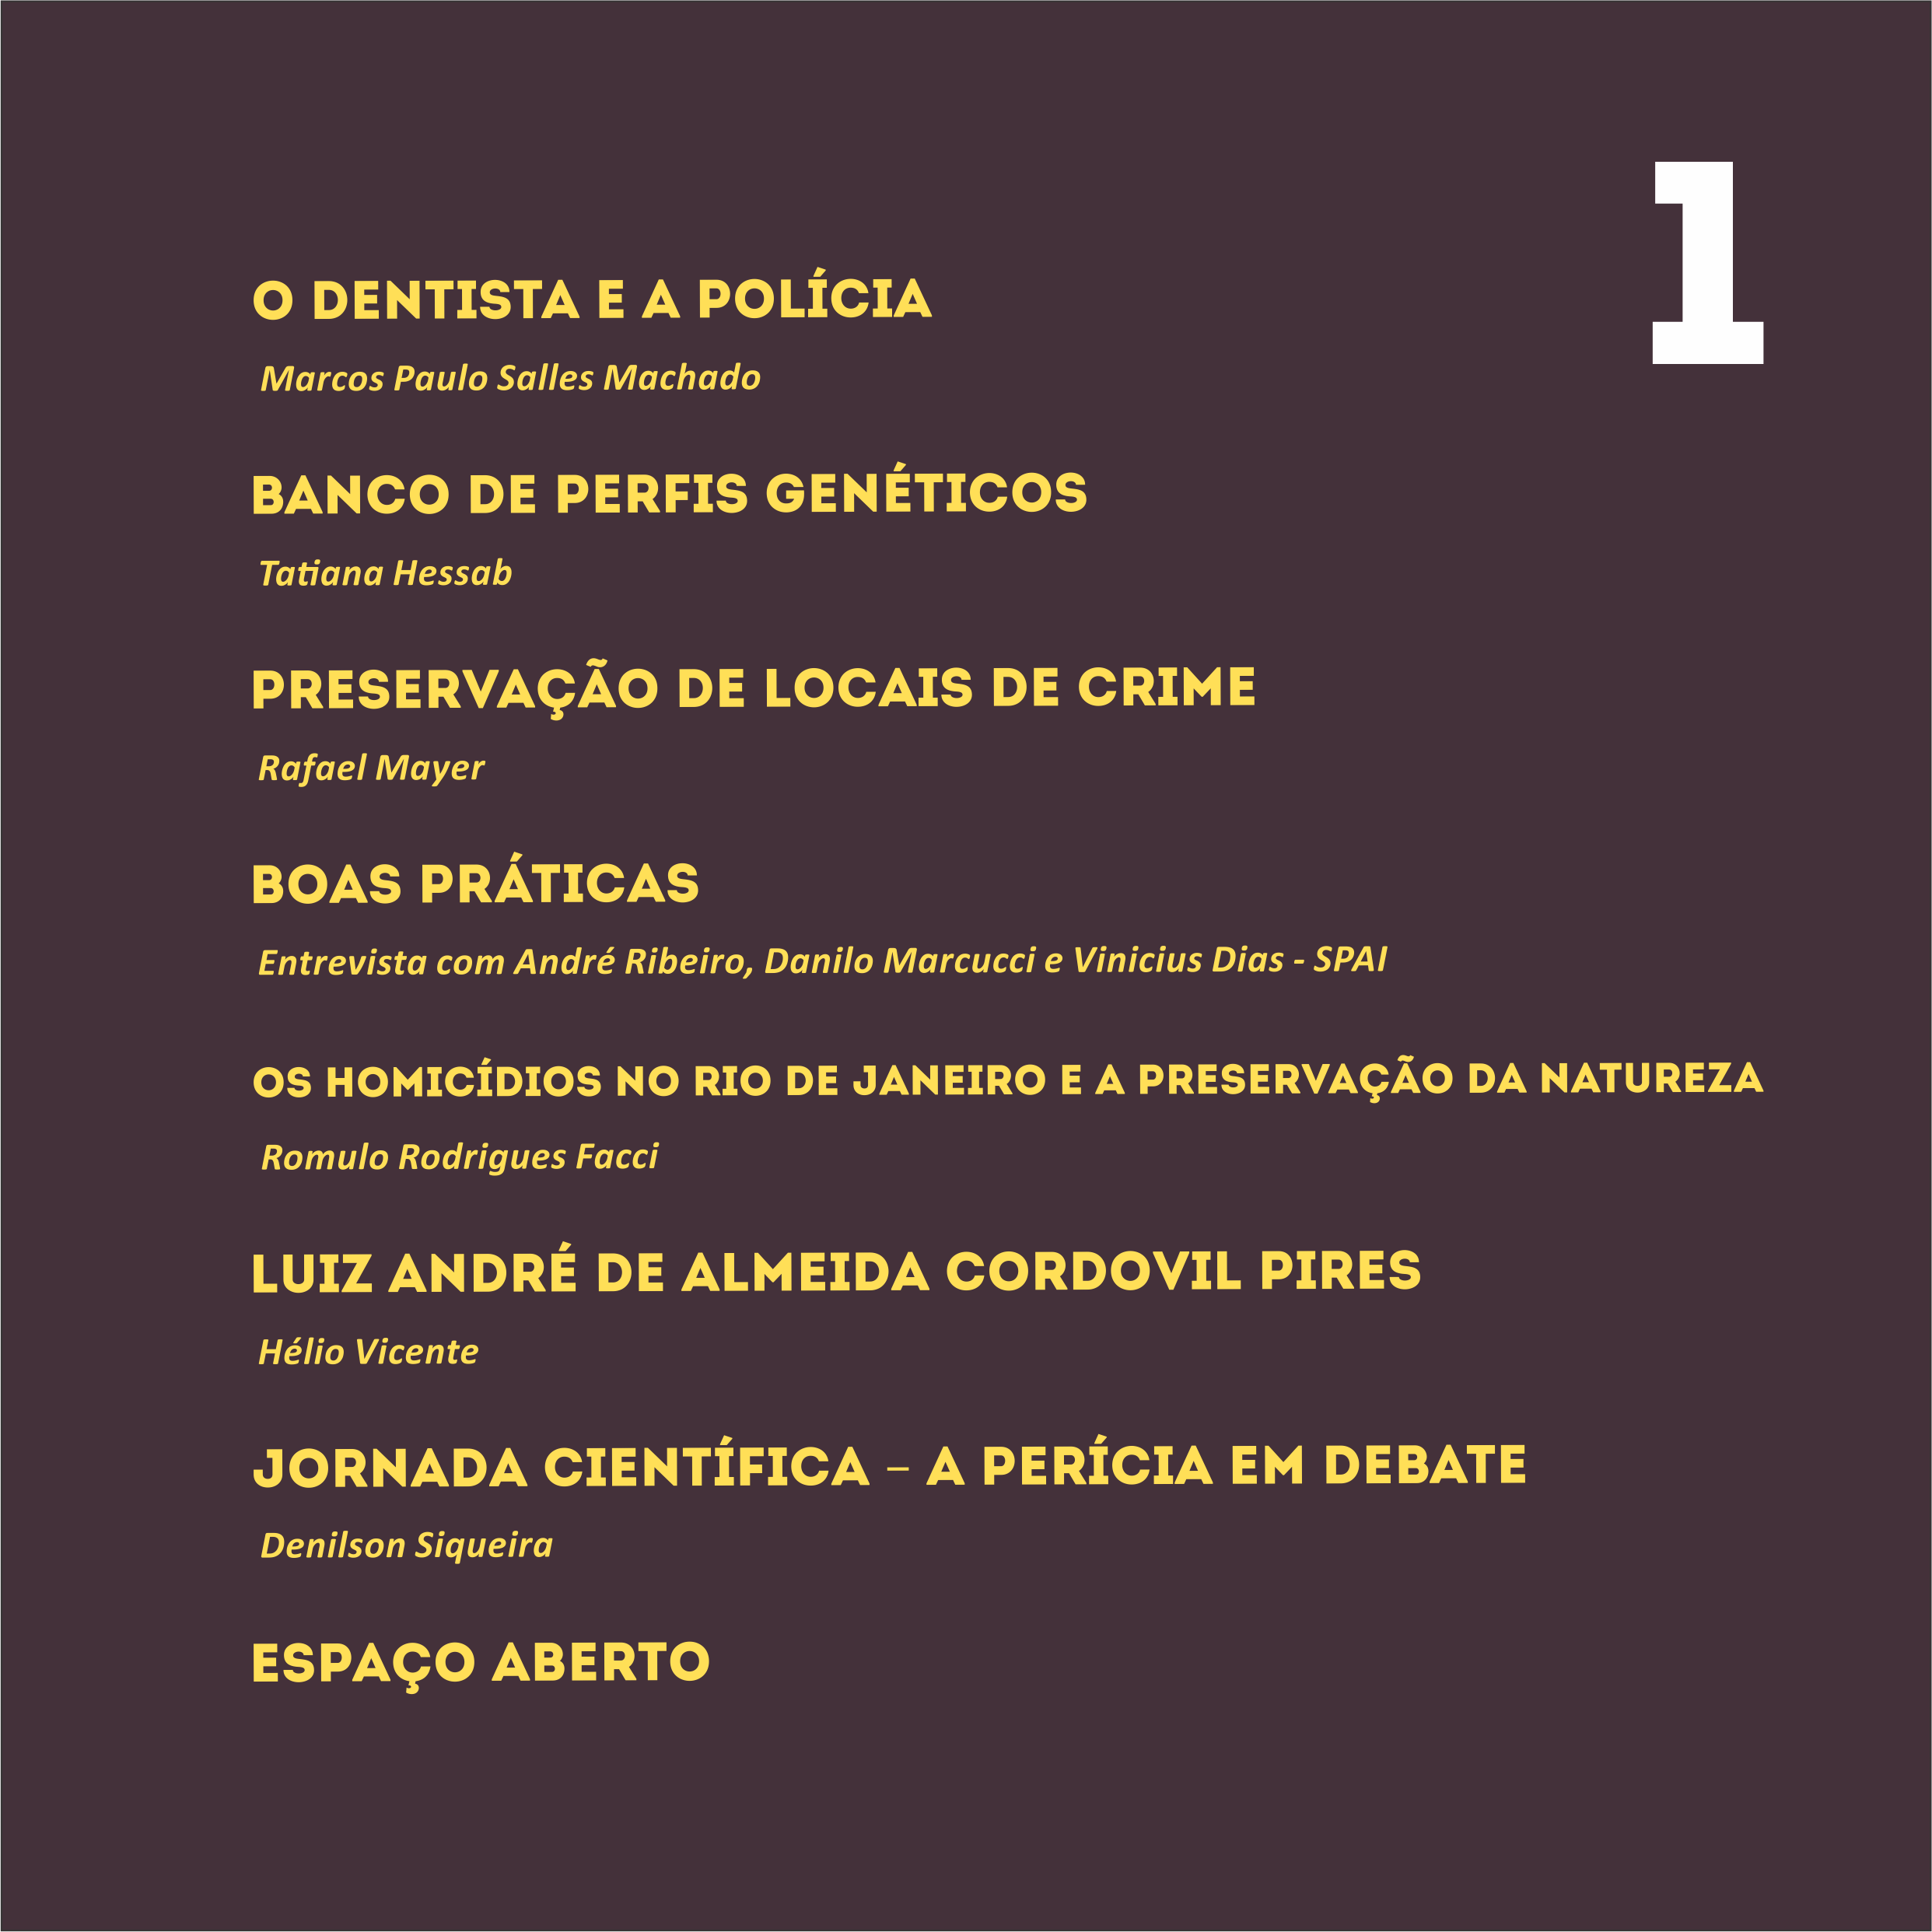 1
O DENTISTA E A POLÍCIA
Marcos Paulo Salles Machado
BANCO DE PERFIS GENÉTICOS
Tatiana Hessab
PRESERVAÇÃO DE LOCAIS DE CRIME
Rafael Mayer
BOAS PRÁTICAS
Entrevista com André Ribeiro, Danilo Marcucci e Vinicius Dias - SPAI
OS HOMICÍDIOS NO RIO DE JANEIRO E A PRESERVAÇÃO DA NATUREZA
Romulo Rodrigues Facci
LUIZ ANDRÉ DE ALMEIDA CORDOVIL PIRES
Hélio Vicente
JORNADA CIENTÍFICA – A PERÍCIA EM DEBATE
Denilson Siqueira
ESPAÇO ABERTO